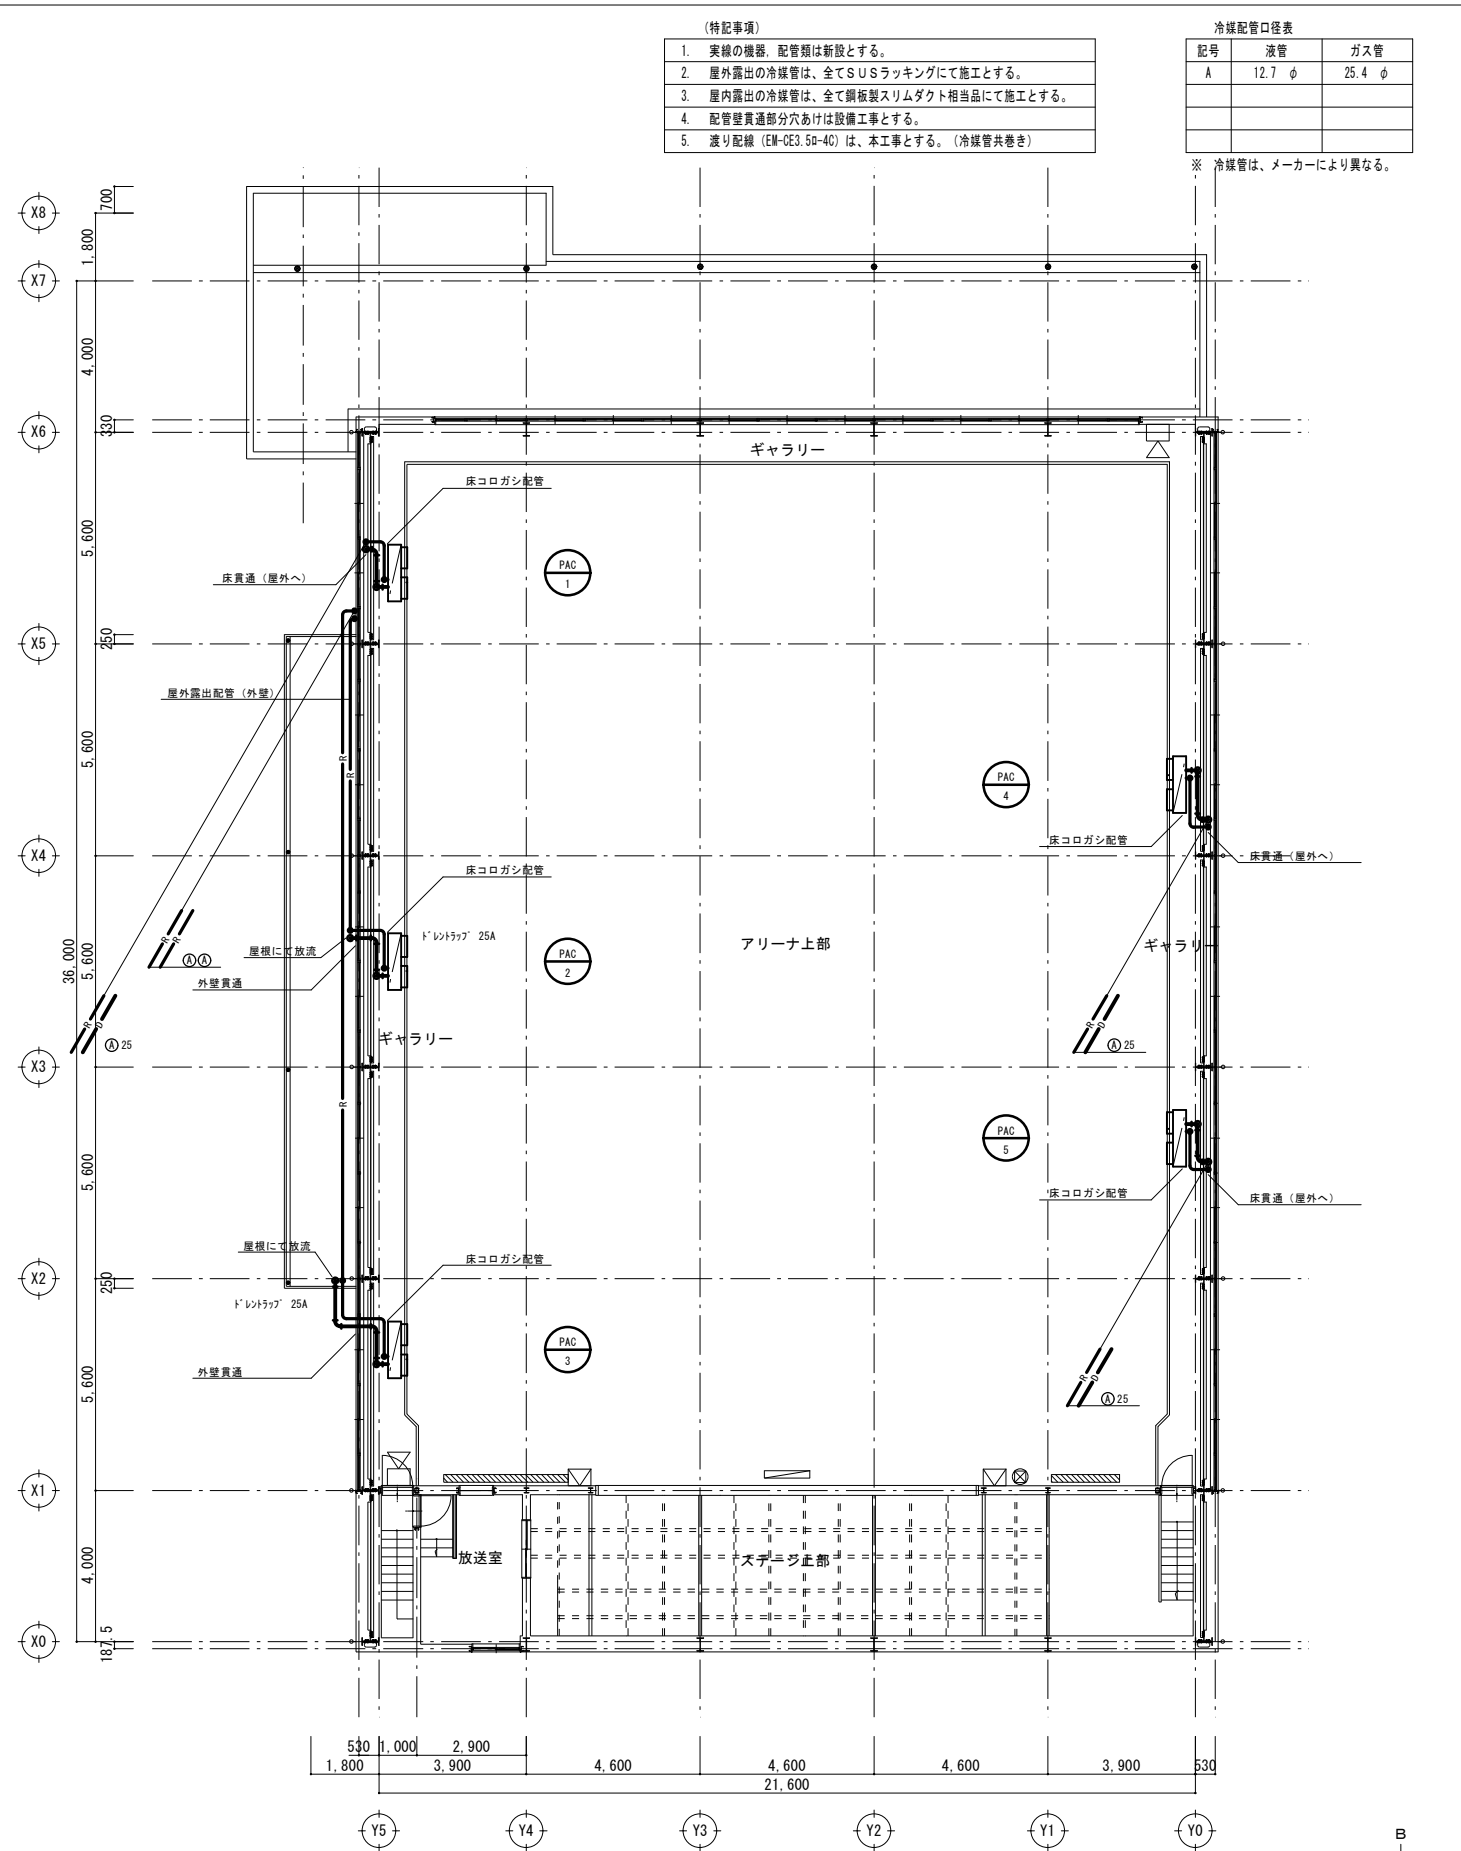 (特記事項)
1. 実線の機器，配管類は新設とする。
2. 屋外露出の冷媒管は、全てＳＵＳラッキングにて施工とする。
3. 屋内露出の冷媒管は、全て鋼板製スリムダクト相当品にて施工とする。
4. 配管壁貫通部分穴あけは設備工事とする。
5. 渡り配線（EM-CE3.5□-4C）は、本工事とする。（冷媒管共巻き）
冷媒配管口径表
記号 液管 ガス管
A 12.7 φ 25.4 φ
※ 冷媒管は、メーカーにより異なる。
X8
700
1,800
X7
4,000
330
X6
ギャラリー
床コロガシ配管
5,600
PAC
1
床貫通（屋外へ）
X5
250
屋外露出配管（外壁）
5,600
R
R
PAC
4
床コロガシ配管
床貫通（屋外へ）
X4
床コロガシ配管
ﾄﾞﾚﾝﾄﾗｯﾌﾟ 25A
アリーナ上部
ギャラリー
36,000
5,600
屋根にて放流
PAC
2
R
R
ⒶⒶ
外壁貫通
R
D
Ⓐ25
ギャラリー
R
D
Ⓐ25
X3
R
PAC
5
5,600
床コロガシ配管
床貫通（屋外へ）
屋根にて放流
床コロガシ配管
X2
250
ﾄﾞﾚﾝﾄﾗｯﾌﾟ 25A
PAC
3
外壁貫通
5,600
R
D
Ⓐ25
X1
放送室
ステージ上部
4,000
X0
187.5
530 1,000 2,900
1,800 3,900 4,600 4,600 4,600 3,900 530
21,600
Y5 Y4 Y3 Y2 Y1 Y0
B